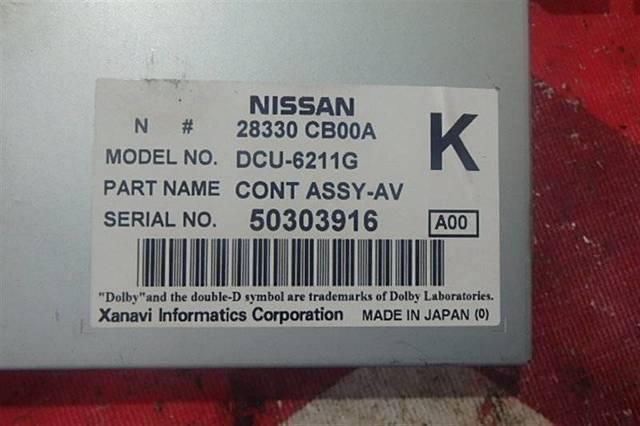 NISSAN
N # 28330 CB00A
K
MODEL NO. DCU-6211G
PART NAME CONT ASSY-AV
SERIAL NO. 50303916 A00
"Dolby"and the double-D symbol are trademarks of Dolby Laboratories.
Xanavi Informatics Corporation MADE IN JAPAN (0)